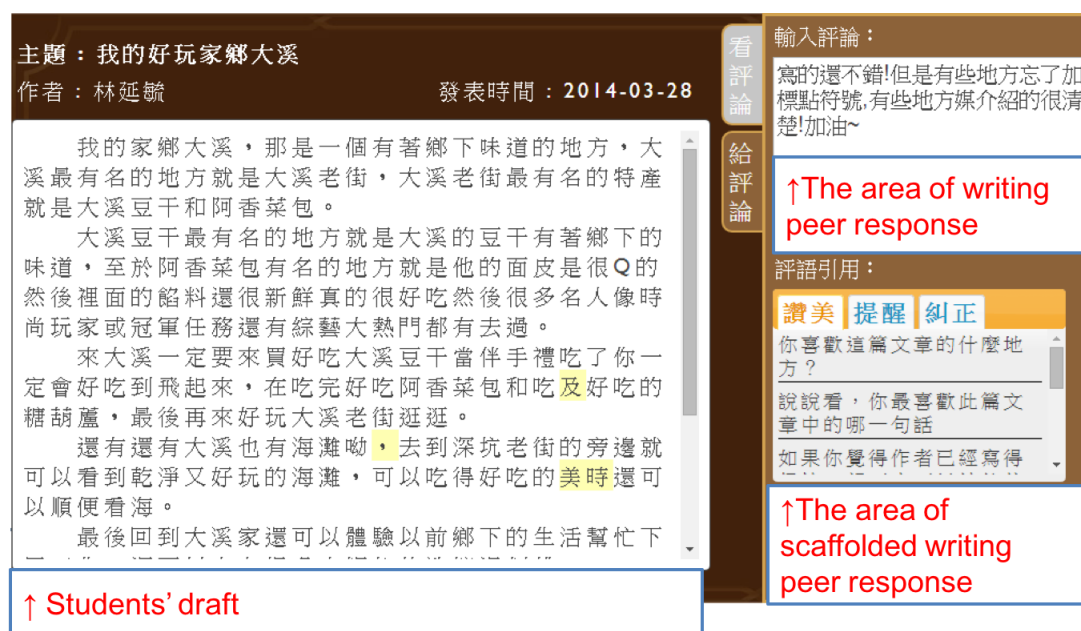 主題：我的好玩家鄉大溪
作者：林延毓
發表時間：2014-03-28
我的家鄉大溪，那是一個有著鄉下味道的地方，大
溪最有名的地方就是大溪老街，大溪老街最有名的特產
就是大溪豆干和阿香菜包。
大溪豆干最有名的地方就是大溪的豆干有著鄉下的
味道，至於阿香菜包有名的地方就是他的面皮是很Q的
然後裡面的餡料還很新鮮真的很好吃然後很多名人像時
尚玩家或冠軍任務還有綜藝大熱門都有去過。
來大溪一定要來買好吃大溪豆干當伴手禮吃了你一
定會好吃到飛起來，在吃完好吃阿香菜包和吃及好吃的
糖葫蘆，最後再來好玩大溪老街逛逛。
還有還有大溪也有海灘呦，去到深坑老街的旁邊就
可以看到乾淨又好玩的海灘，可以吃得好吃的美時還可
以順便看海。
最後回到大溪家還可以體驗以前鄉下的生活幫忙下
↑ Students' draft
看評論
給評論
輸入評論：
寫的還不錯!但是有些地方忘了加
標點符號,有些地方媒介紹的很清
楚!加油~
↑The area of writing
peer response
評語引用：
讚美 提醒 糾正
你喜歡這篇文章的什麼地
方？
說說看，你最喜歡此篇文
章中的哪一句話
如果你覺得作者已經寫得
↑The area of
scaffolded writing
peer response